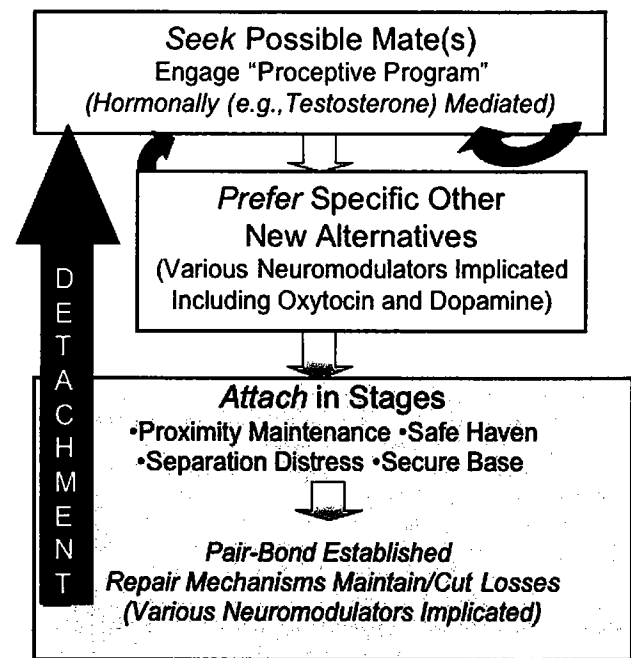 Seek Possible Mate(s)
Engage "Proceptive Program"
(Hormonally (e.g., Testosterone) Mediated)
Prefer Specific Other
New Alternatives
(Various Neuromodulators Implicated
Including Oxytocin and Dopamine)
DETACHMENT
Attach in Stages
•Proximity Maintenance •Safe Haven
•Separation Distress •Secure Base
Pair-Bond Established
Repair Mechanisms Maintain/Cut Losses
(Various Neuromodulators Implicated)